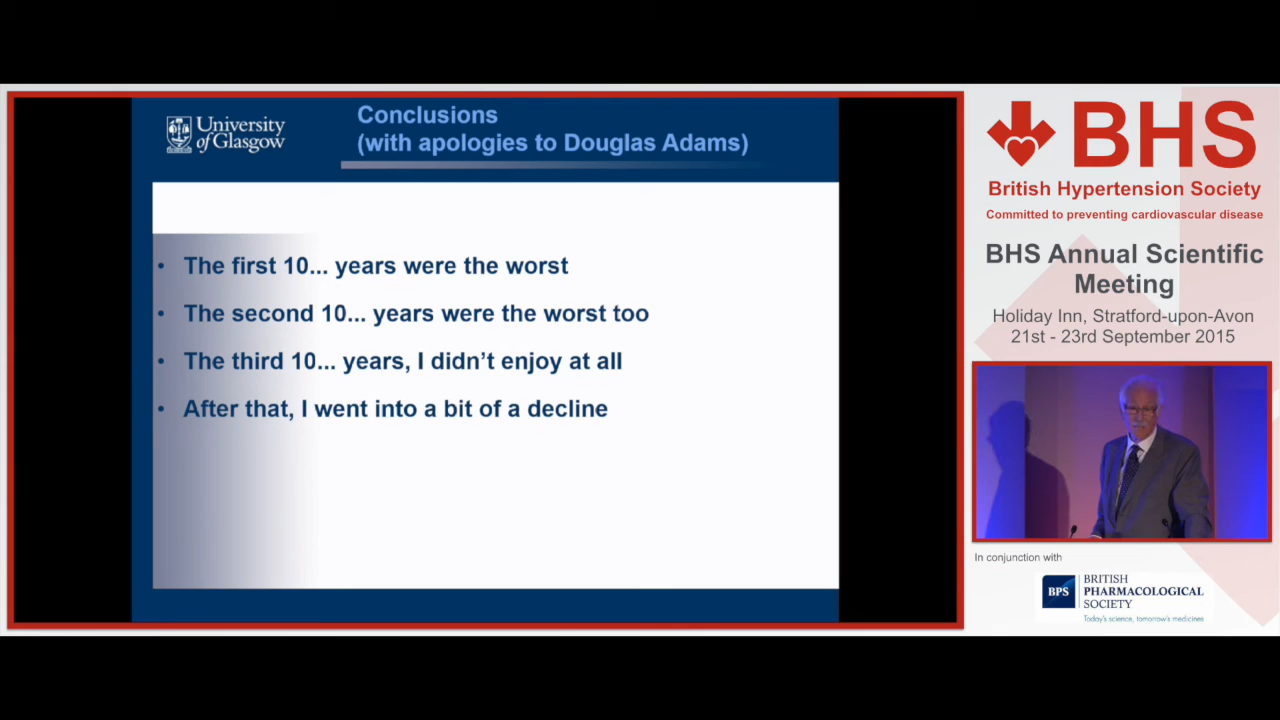 University
of Glasgow
Conclusions
(with apologies to Douglas Adams)
• The first 10... years were the worst
• The second 10... years were the worst too
• The third 10... years, I didn't enjoy at all
• After that, I went into a bit of a decline
BHS
British Hypertension Society
Committed to preventing cardiovascular disease
BHS Annual Scientific
Meeting
Holiday Inn, Stratford-upon-Avon
21st - 23rd September 2015
In conjunction with
BPS
BRITISH
PHARMACOLOGICAL
SOCIETY
Today's science, tomorrow's medicines